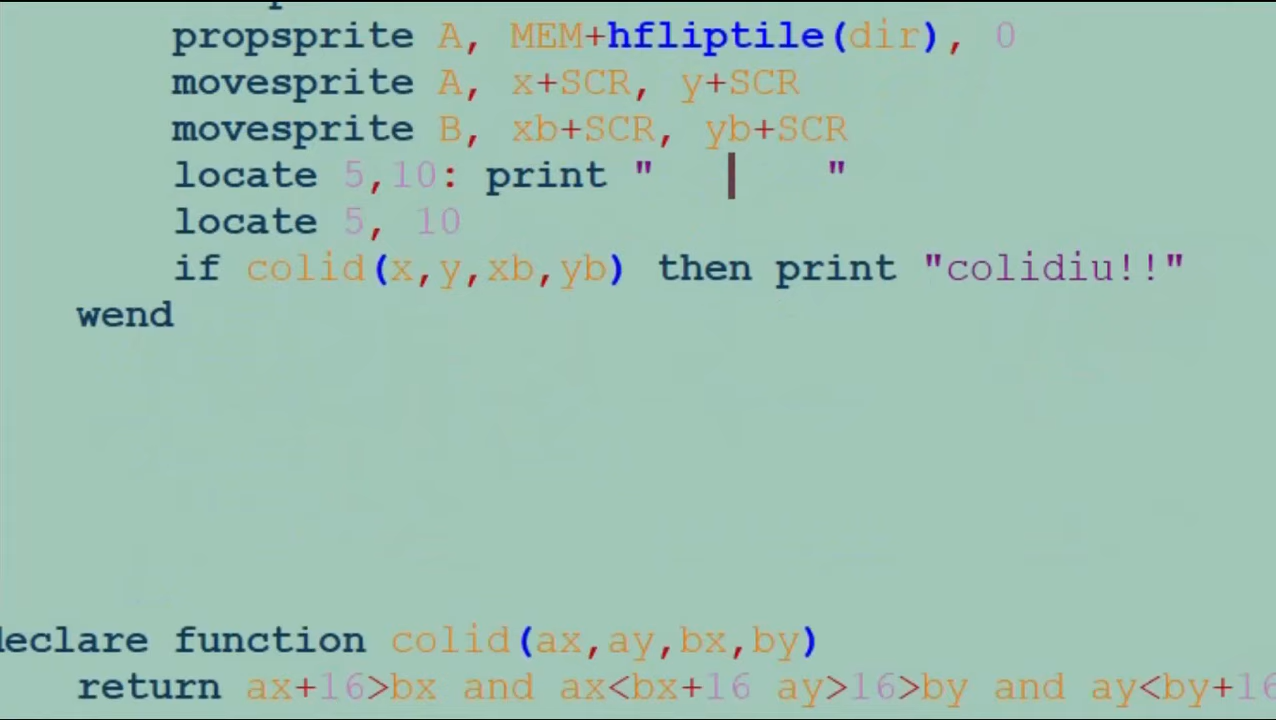 propsprite A, MEM+hfliptile(dir), 0
movesprite A, x+SCR, y+SCR
movesprite B, xb+SCR, yb+SCR
locate 5,10: print "       "
locate 5, 10
if colid(x,y,xb,yb) then print "colidiu!!"
wend
declare function colid(ax,ay,bx,by)
return ax+16>bx and ax<bx+16 ay>16>by and ay<by+16